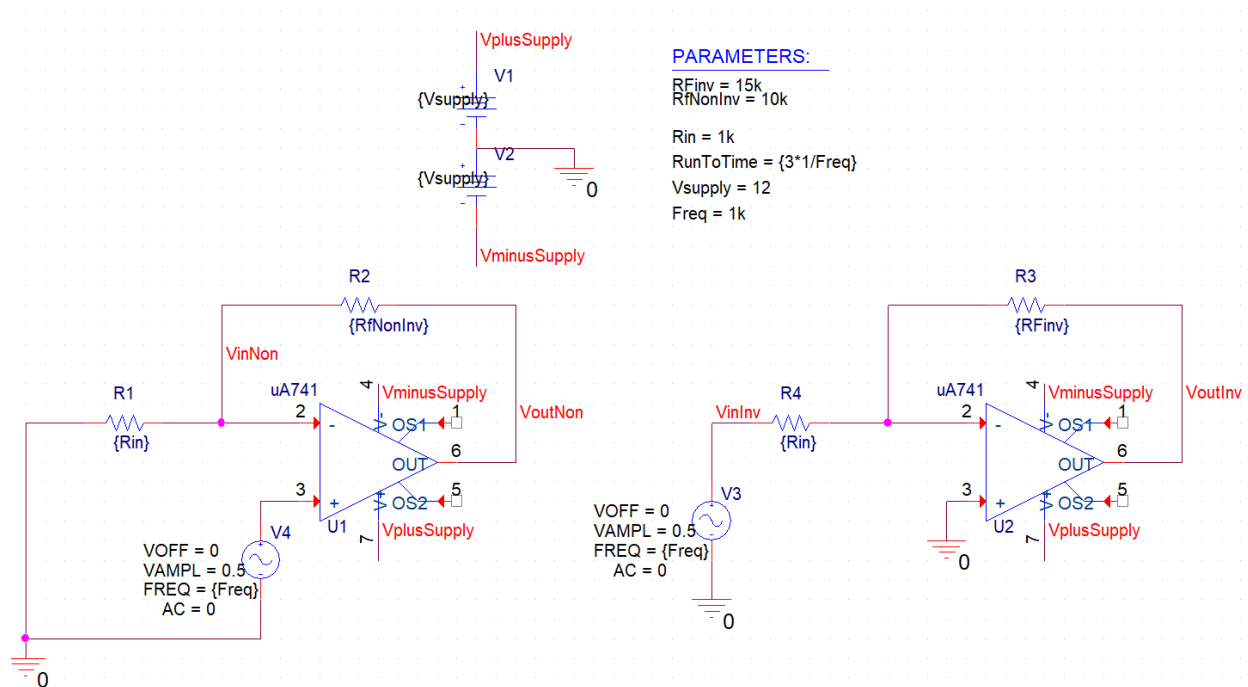 VplusSupply
V1
{Vsupply}
V2
{Vsupply}
0
VminusSupply
PARAMETERS:
RFinv = 15k
RfNonInv = 10k
Rin = 1k
RunToTime = {3*1/Freq}
Vsupply = 12
Freq = 1k
R2
{RfNonInv}
VinNon
R1
{Rin}
uA741
4
VminusSupply
2
-
V-
OS1
1
VoutNon
OUT
6
3
+
V+
OS2
5
U1
7
VplusSupply
V4
VOFF = 0
VAMPL = 0.5
FREQ = {Freq}
AC = 0
0
R3
{RFinv}
VinInv
R4
{Rin}
uA741
4
VminusSupply
2
-
V-
OS1
1
VoutInv
OUT
6
3
+
V+
OS2
5
U2
7
VplusSupply
0
V3
VOFF = 0
VAMPL = 0.5
FREQ = {Freq}
AC = 0
0